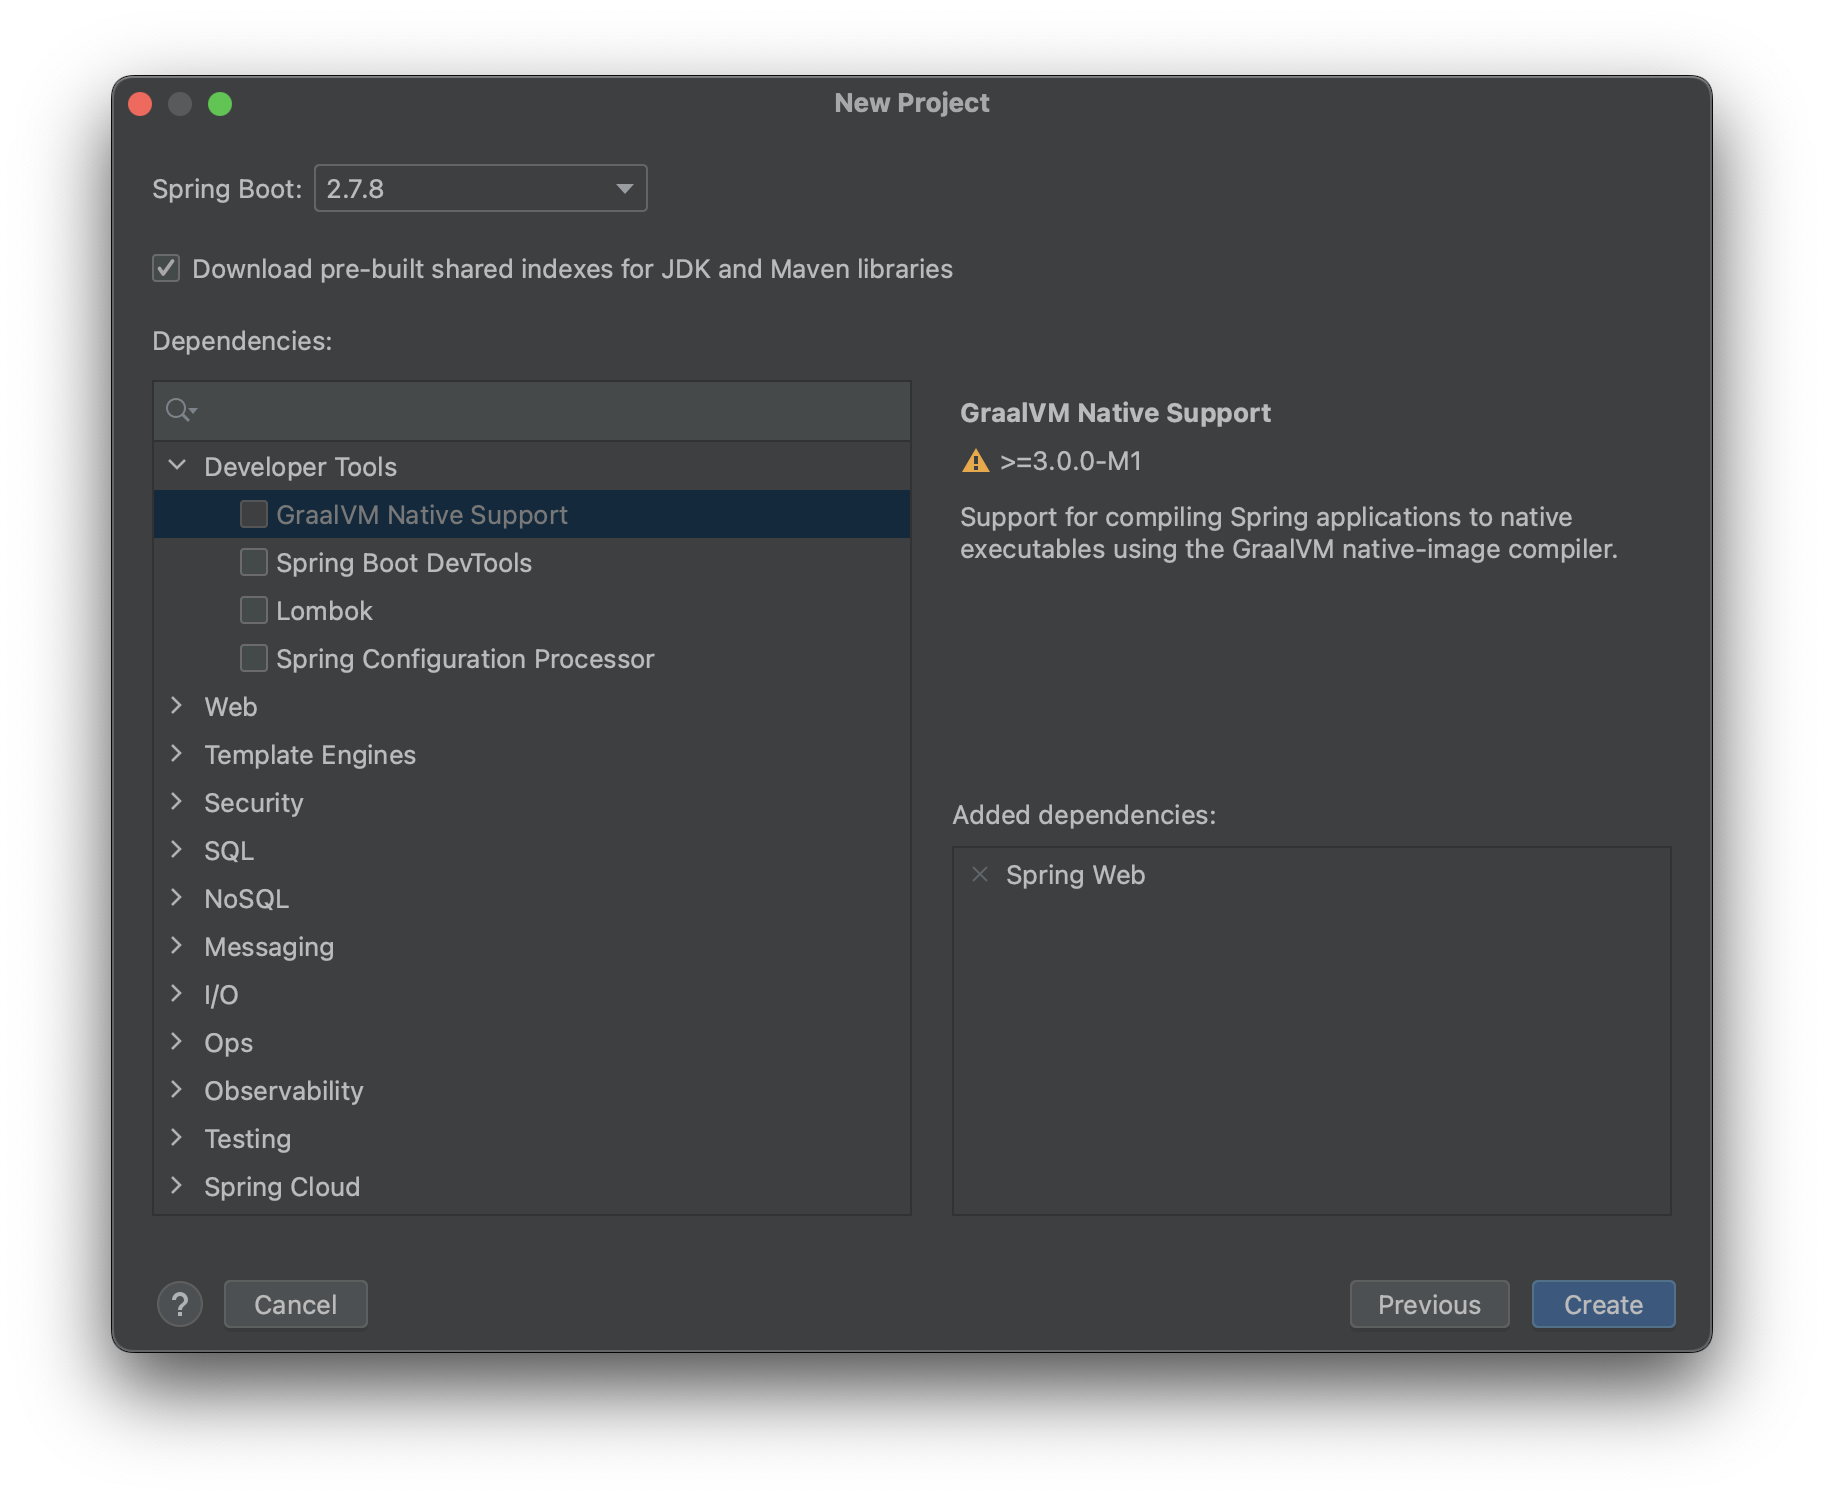 New Project
Spring Boot: 2.7.8
Download pre-built shared indexes for JDK and Maven libraries
Dependencies:
Developer Tools
GraalVM Native Support
Spring Boot DevTools
Lombok
Spring Configuration Processor
Web
Template Engines
Security
SQL
NoSQL
Messaging
I/O
Ops
Observability
Testing
Spring Cloud
GraalVM Native Support
>=3.0.0-M1
Support for compiling Spring applications to native
executables using the GraalVM native-image compiler.
Added dependencies:
Spring Web
? Cancel Previous Create